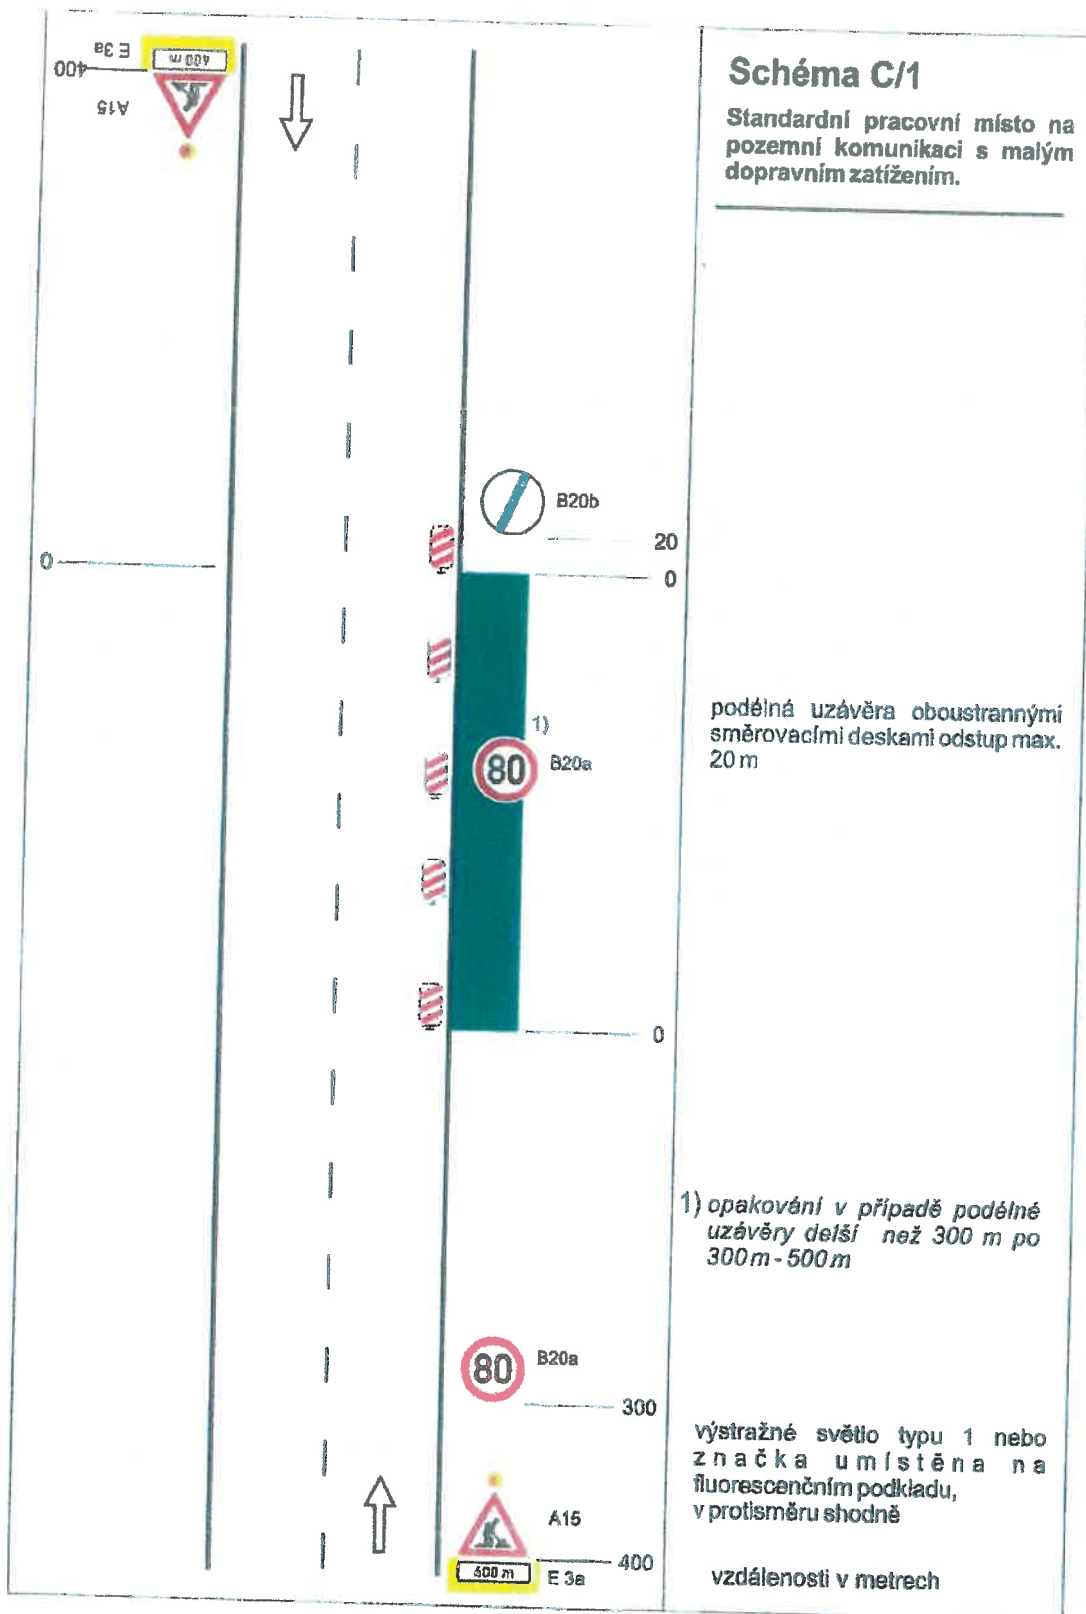 E 3a
400 m
400
A15
Schéma C/1
Standardní pracovní místo na
pozemní komunikaci s malým
dopravním zatížením.
B20b
20
0
0
podélná uzávěra oboustrannými
směrovacími deskami odstup max.
20 m
1)
80
B20a
0
1) opakování v případě podélné
uzávěry delší než 300 m po
300 m - 500 m
80
B20a
300
výstražné světlo typu 1 nebo
značka umístěna na
fluorescenčním podkladu,
v protisměru shodně
A15
400
E 3a
vzdálenosti v metrech